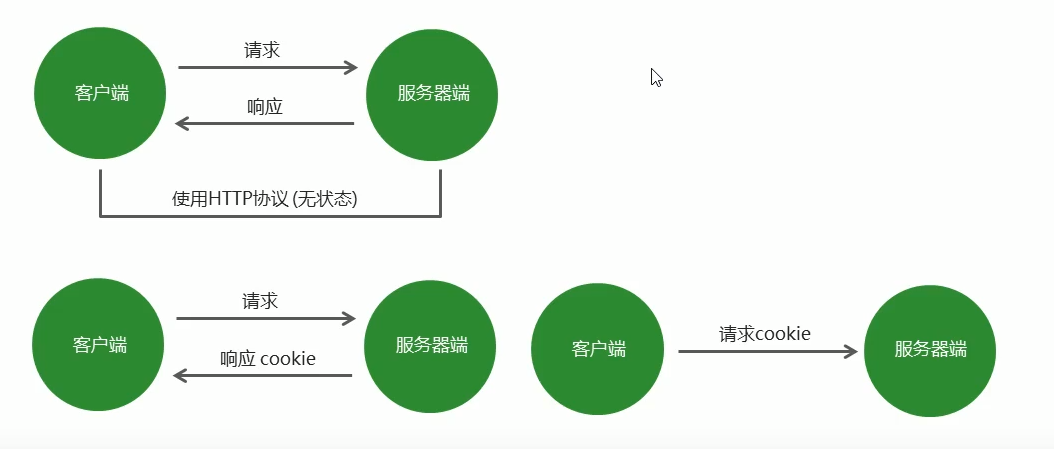 请求
客户端
服务器端
响应
使用HTTP协议 (无状态)
请求
客户端
服务器端
响应 cookie
请求cookie
客户端
服务器端